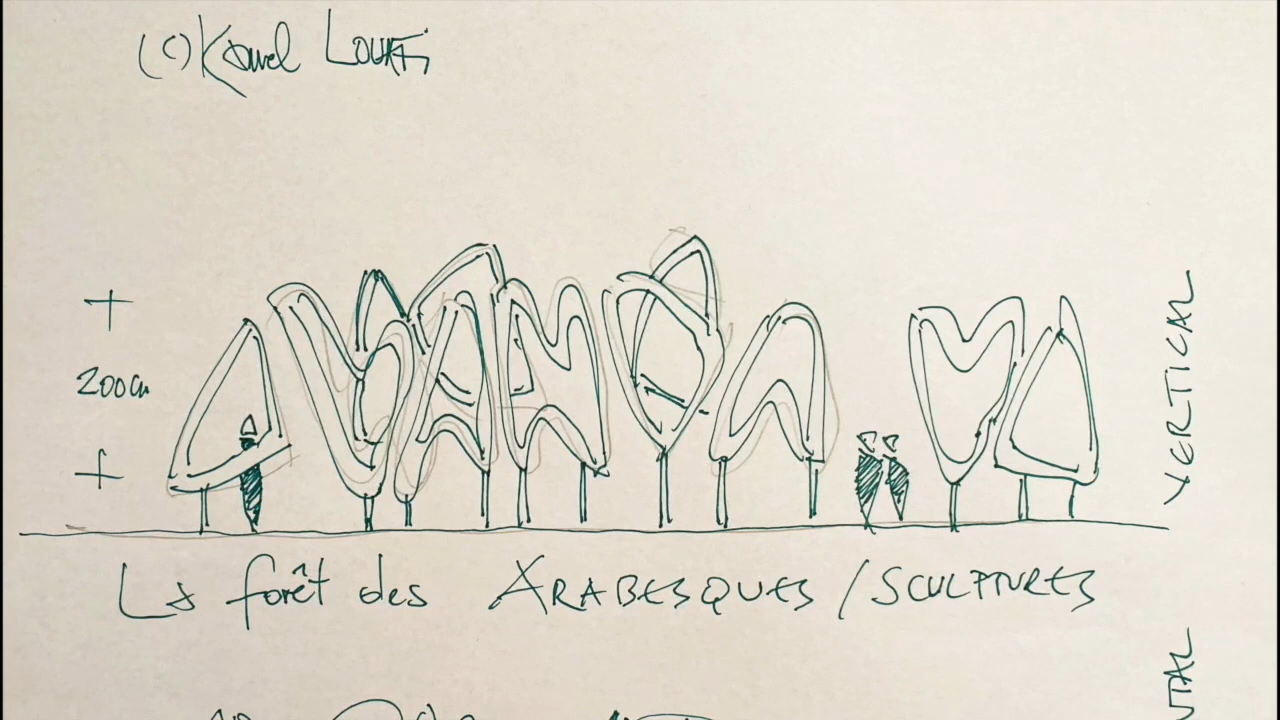 (C) Kamel LOUAFI
200cm
La forêt des ARABESQUES / SCULPTURES
VERTICAL